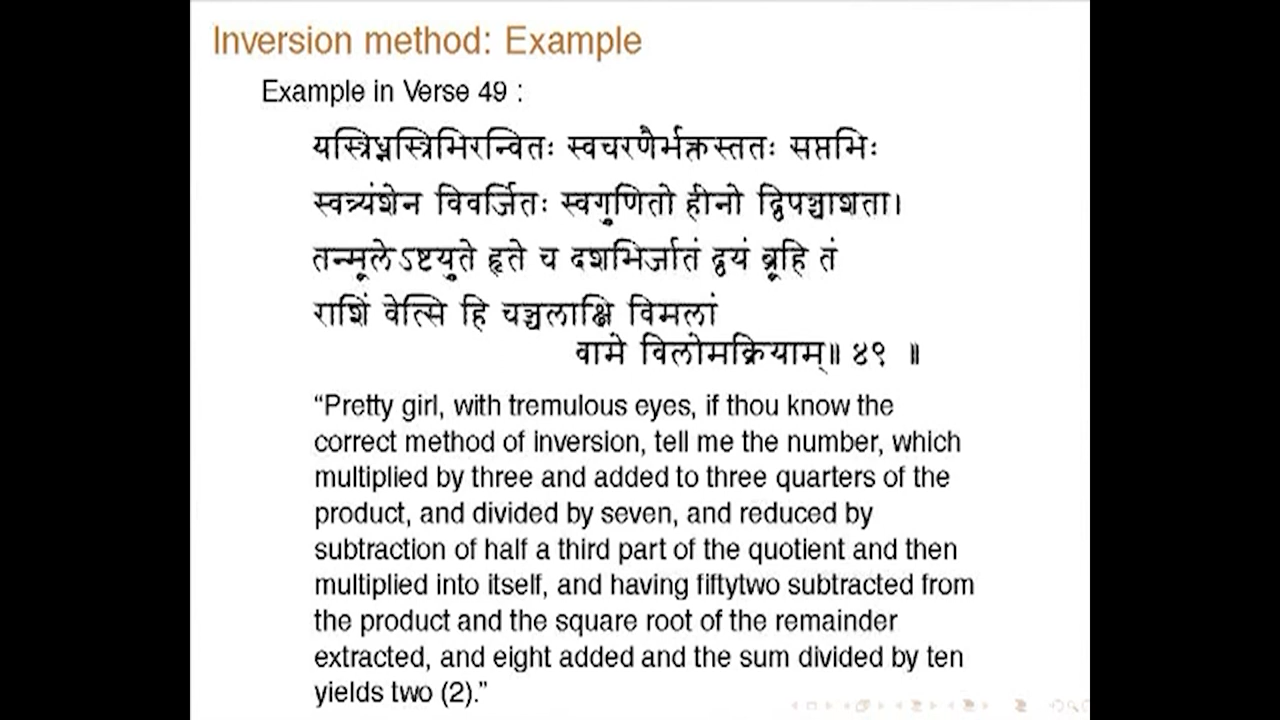 Inversion method: Example
Example in Verse 49 :
यस्त्रिघ्नस्त्रिभिरन्वितः स्वचरणैर्भक्तस्ततः सप्तभिः
स्वत्र्यंशेन विवर्जितः स्वगुणितो हीनो द्विपञ्चाशता।
तन्मूलेऽष्टयुते हृते च दशभिर्जातं द्वयं ब्रूहि तं
राशिं वेत्सि हि चञ्चलाक्षि विमलां
वामे विलोमक्रियाम्॥ ४९ ॥
“Pretty girl, with tremulous eyes, if thou know the
correct method of inversion, tell me the number, which
multiplied by three and added to three quarters of the
product, and divided by seven, and reduced by
subtraction of half a third part of the quotient and then
multiplied into itself, and having fiftytwo subtracted from
the product and the square root of the remainder
extracted, and eight added and the sum divided by ten
yields two (2).”